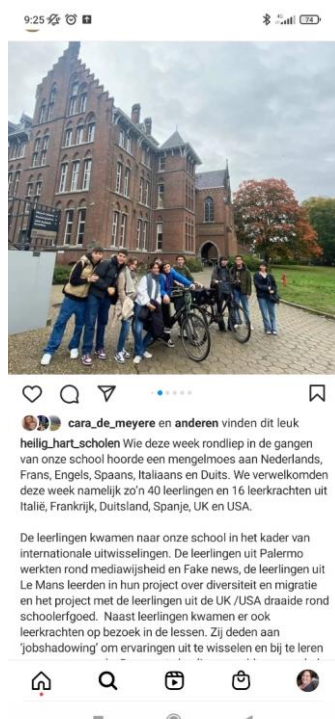 9:25
4G
74
cara_de_meyere en anderen vinden dit leuk
heilig_hart_scholen Wie deze week rondliep in de gangen
van onze school hoorde een mengelmoes aan Nederlands,
Frans, Engels, Spaans, Italiaans en Duits. We verwelkomden
deze week namelijk zo'n 40 leerlingen en 16 leerkrachten uit
Italië, Frankrijk, Duitsland, Spanje, UK en USA.
De leerlingen kwamen naar onze school in het kader van
internationale uitwisselingen. De leerlingen uit Palermo
werkten rond mediawijsheid en Fake news, de leerlingen uit
Le Mans leerden in hun project over diversiteit en migratie
en het project met de leerlingen uit de UK /USA draaide rond
schoolerfgoed. Naast leerlingen kwamen er ook
leerkrachten op bezoek in de lessen. Zij deden aan
'jobshadowing' om ervaringen uit te wisselen en bij te leren